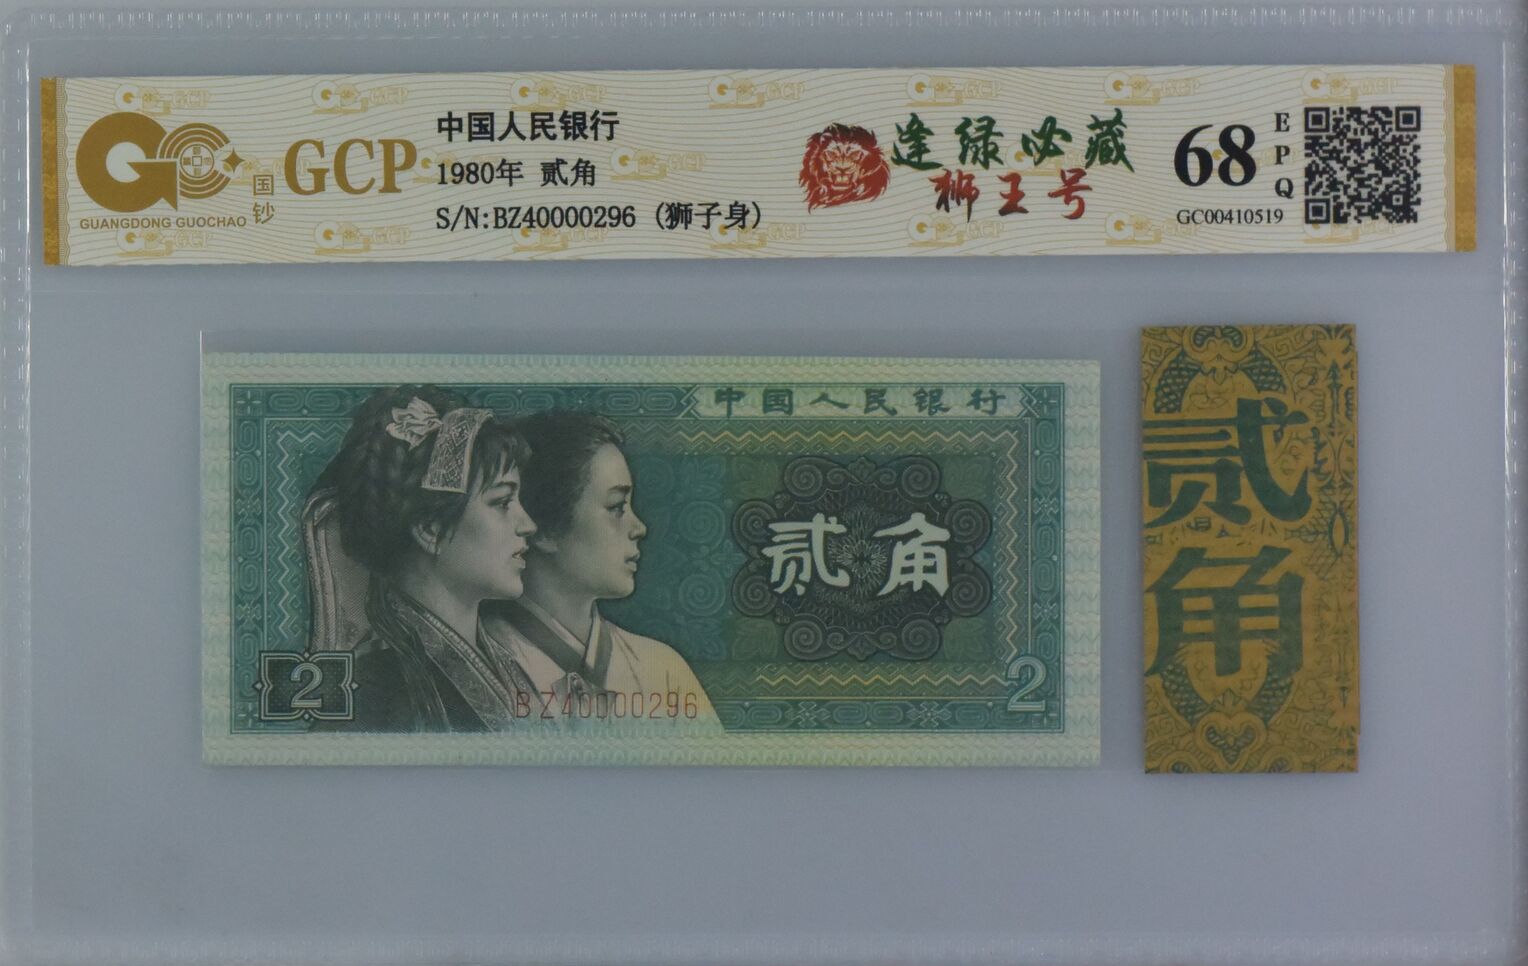 GUANGDONG GUOCHAO
国钞
GCP
中国人民银行
1980年 贰角
S/N:BZ40000296 (狮子身)
逢绿必藏
狮王号
68
EPQ
GC00410519
中国人民银行
贰角
2
2
BZ40000296
贰角